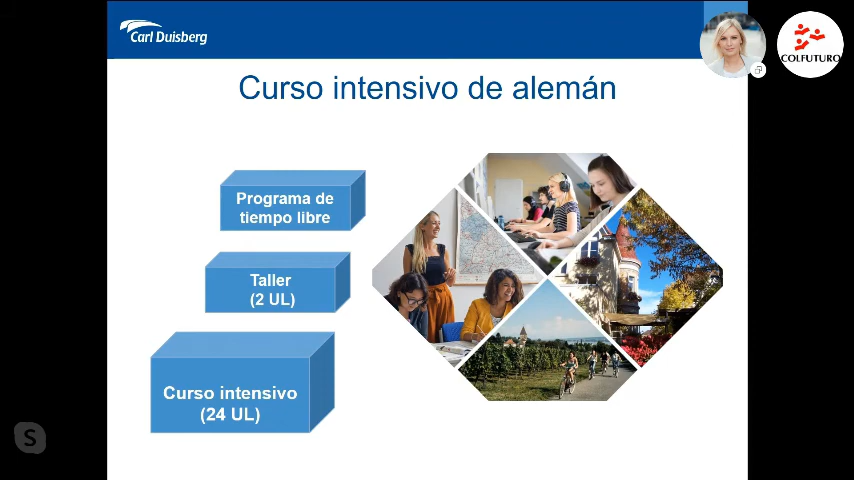 Carl Duisberg
COLFUTURO
Curso intensivo de alemán
Programa de
tiempo libre
Taller
(2 UL)
Curso intensivo
(24 UL)
S